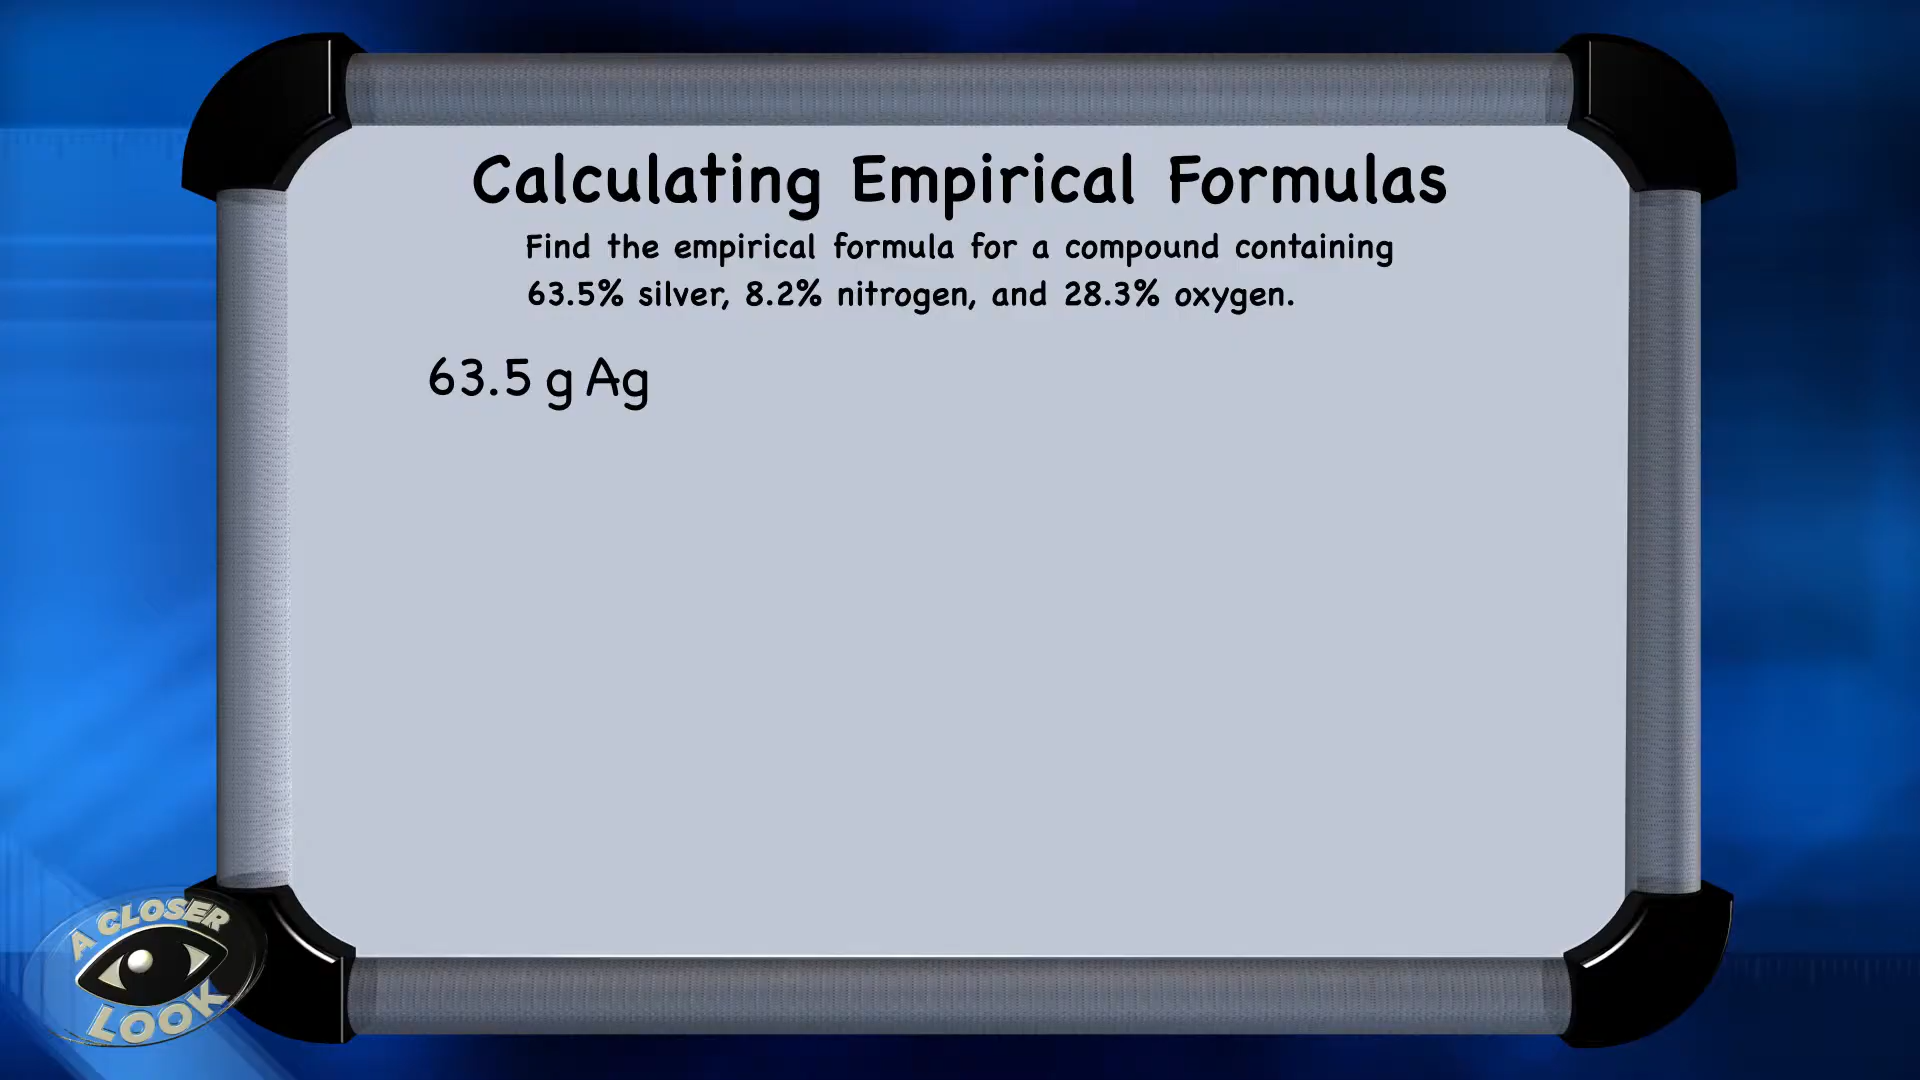 Calculating Empirical Formulas
Find the empirical formula for a compound containing
63.5% silver, 8.2% nitrogen, and 28.3% oxygen.
63.5 g Ag
A CLOSER
LOOK